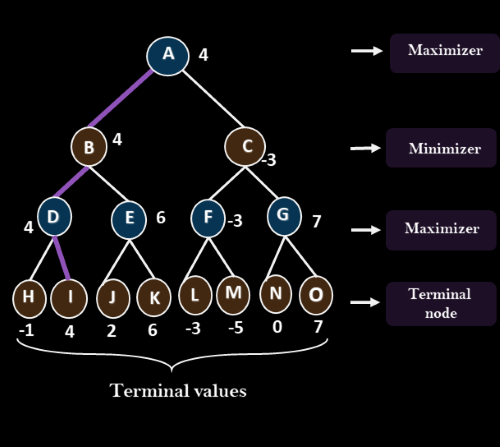 A 4
Maximizer
B 4
C -3
Minimizer
4 D
E 6
F -3
G 7
Maximizer
H I J K L M N O
Terminal
node
-1 4 2 6 -3 -5 0 7
Terminal values